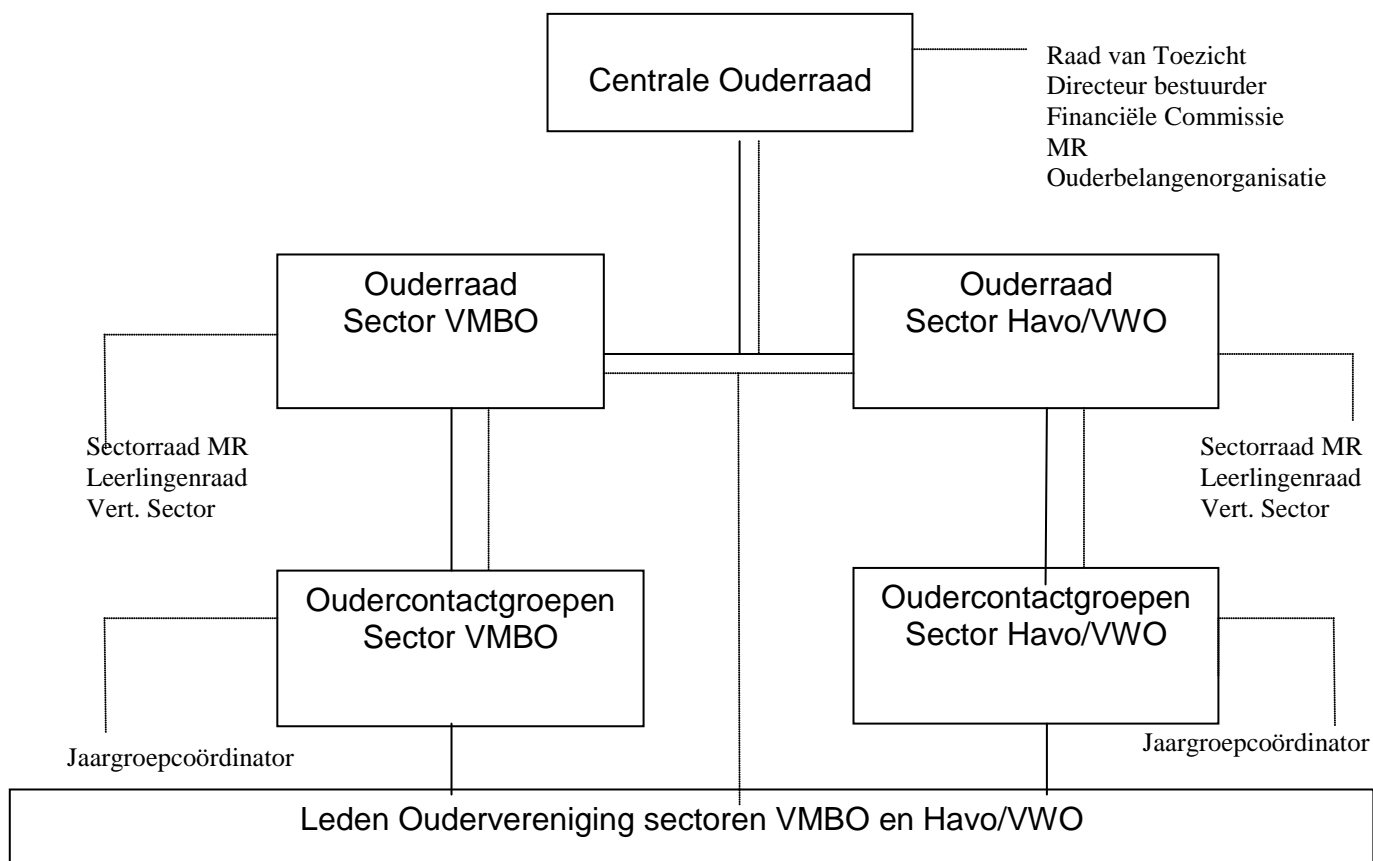 Centrale Ouderraad
Raad van Toezicht
Directeur bestuurder
Financiële Commissie
MR
Ouderbelangenorganisatie
Ouderraad
Sector VMBO
Ouderraad
Sector Havo/VWO
Sectorraad MR
Leerlingenraad
Vert. Sector
Sectorraad MR
Leerlingenraad
Vert. Sector
Oudercontactgroepen
Sector VMBO
Oudercontactgroepen
Sector Havo/VWO
Jaargroepcoördinator
Jaargroepcoördinator
Leden Oudervereniging sectoren VMBO en Havo/VWO